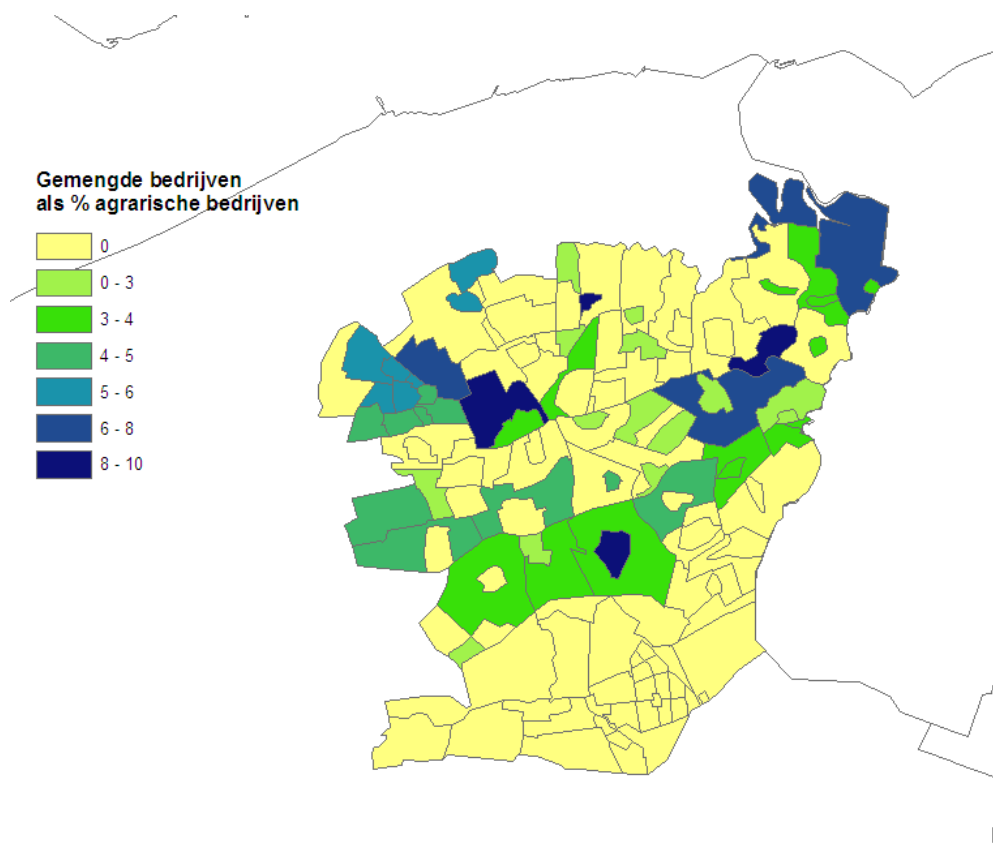 Gemengde bedrijven
als % agrarische bedrijven
0
0 - 3
3 - 4
4 - 5
5 - 6
6 - 8
8 - 10